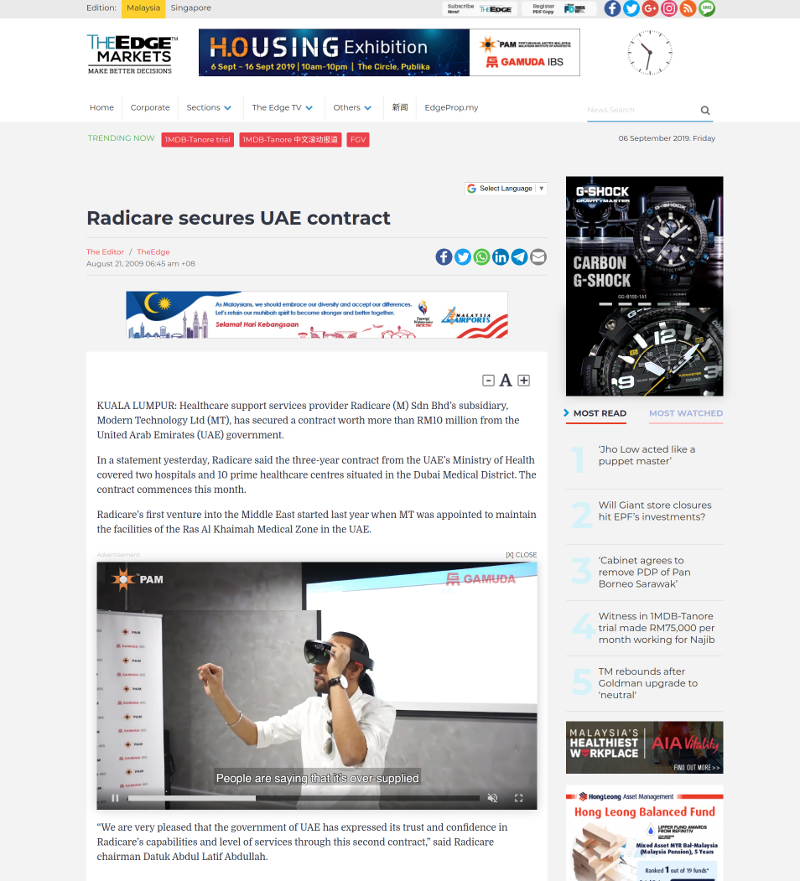 Edition: Malaysia Singapore
Subscribe Now! THEEDGE
Register PDF Copy
THEEDGE™
MARKETS
MAKE BETTER DECISIONS
HOUSING Exhibition
6 Sept - 16 Sept 2019 | 10am-10pm | The Circle, Publika
PAM
GAMUDA IBS
Home Corporate Sections The Edge TV Others 新闻 EdgeProp.my
News Search
TRENDING NOW 1MDB-Tanore trial 1MDB-Tanore 中文滚动报道 FGV
06 September 2019. Friday
G Select Language ▼
Radicare secures UAE contract
The Editor / TheEdge
August 21, 2009 06:45 am +08
As Malaysians, we should embrace our diversity and accept our differences.
Let's retain our muhibah spirit to become stronger and better together.
Selamat Hari Kebangsaan
MALAYSIA
AIRPORTS
- A +
KUALA LUMPUR: Healthcare support services provider Radicare (M) Sdn Bhd's subsidiary,
Modern Technology Ltd (MT), has secured a contract worth more than RM10 million from the
United Arab Emirates (UAE) government.
In a statement yesterday, Radicare said the three-year contract from the UAE's Ministry of Health
covered two hospitals and 10 prime healthcare centres situated in the Dubai Medical District. The
contract commences this month.
Radicare's first venture into the Middle East started last year when MT was appointed to maintain
the facilities of the Ras Al Khaimah Medical Zone in the UAE.
Advertisement
[X] CLOSE
PAM
GAMUDA
People are saying that it's over-supplied
“We are very pleased that the government of UAE has expressed its trust and confidence in
Radicare's capabilities and level of services through this second contract,” said Radicare
chairman Datuk Abdul Latif Abdullah.
G-SHOCK
GRAVITYMASTER
CARBON
G-SHOCK
MOST READ MOST WATCHED
1
‘Jho Low acted like a
puppet master’
2
Will Giant store closures
hit EPF's investments?
3
‘Cabinet agrees to
remove PDP of Pan
Borneo Sarawak’
4
Witness in 1MDB-Tanore
trial made RM75,000 per
month working for Najib
5
TM rebounds after
Goldman upgrade to
'neutral'
MALAYSIA'S
HEALTHIEST
WORKPLACE
AIA Vitality
FIND OUT MORE >>
HongLeong Asset Management
Hong Leong Balanced Fund
LIPPER FUND AWARDS
FROM REFINITIV
Mixed Asset MYR Bal-Malaysia
(Malaysia Pension), 5 Years
Ranked 1 out of 19 funds*